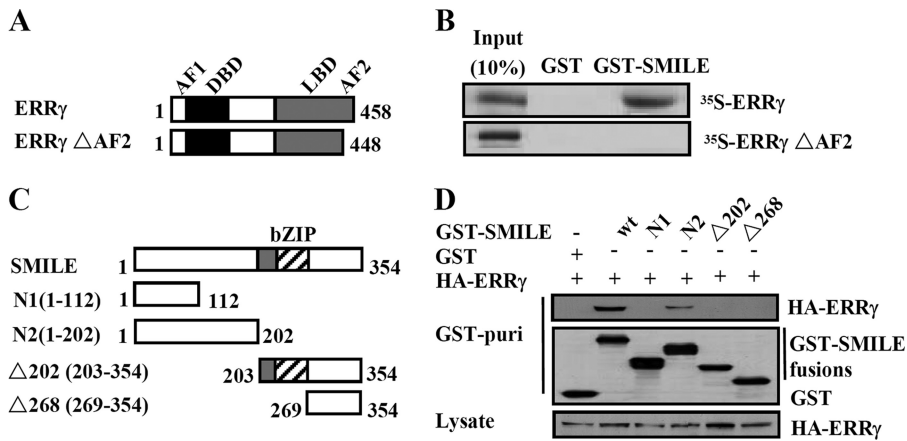 A
AF1 DBD LBD AF2
ERRγ 1 458
ERRγ △AF2 1 448
B
Input (10%) GST GST-SMILE
³⁵S-ERRγ
³⁵S-ERRγ △AF2
C
bZIP
SMILE 1 354
N1(1-112) 1 112
N2(1-202) 1 202
△202 (203-354) 203 354
△268 (269-354) 269 354
D
GST-SMILE - wt N1 N2 △202 △268
GST + - - - - -
HA-ERRγ + + + + + +
GST-puri
HA-ERRγ
GST-SMILE fusions
GST
Lysate HA-ERRγ